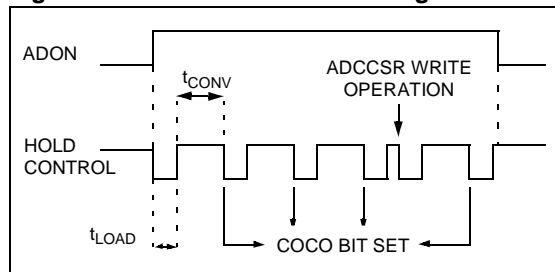 ADON
tCONV
ADCCSR WRITE
OPERATION
HOLD
CONTROL
tLOAD
COCO BIT SET